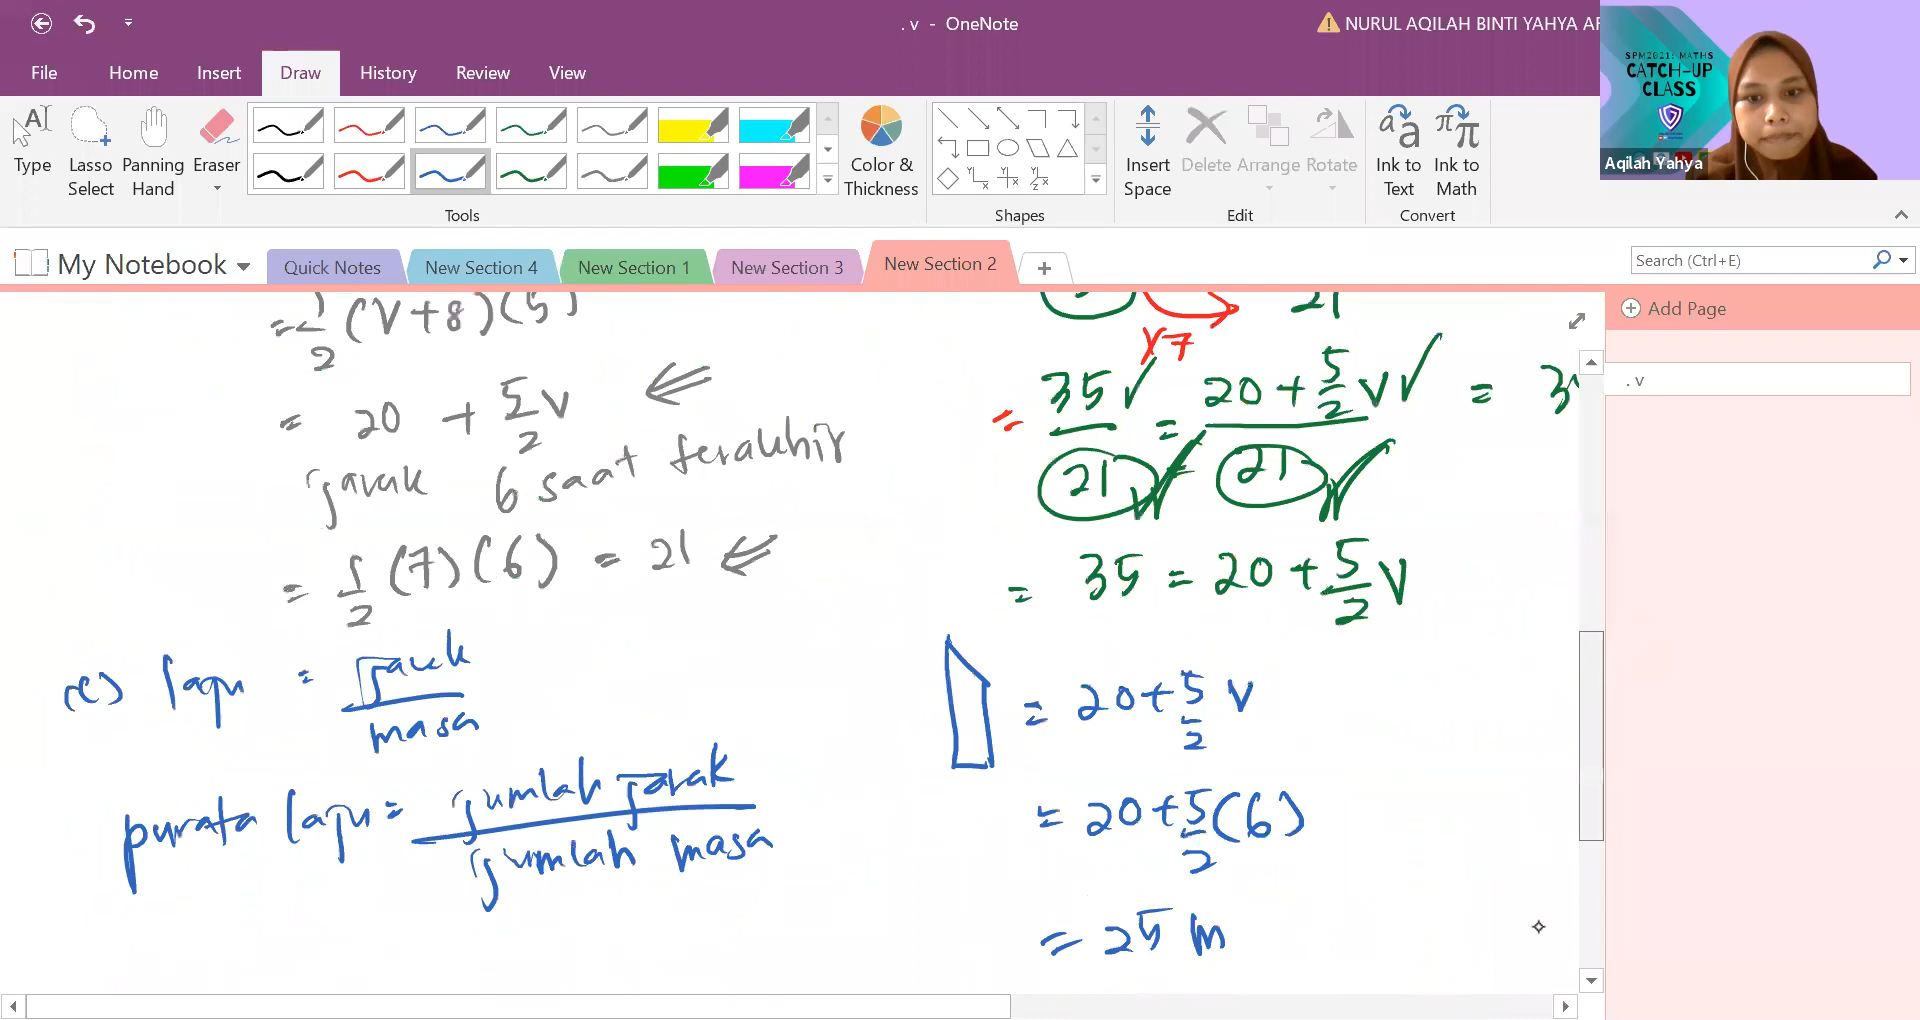 . v - OneNote
NURUL AQILAH BINTI YAHYA
SPM2021: MATHS
CATCH-UP
CLASS
Aqilah Yahya
File Home Insert Draw History Review View
Type
Lasso Select
Panning Hand
Eraser
Color & Thickness
Insert Space
Delete
Arrange
Rotate
Ink to Text
Ink to Math
Tools Shapes Edit Convert
My Notebook
Quick Notes New Section 4 New Section 1 New Section 3 New Section 2
Search (Ctrl+E)
Add Page
. v
= 1/2 (V+8)(5)
= 20 + 5/2 V
jarak 6 saat terakhir
= 1/2 (7)(6) = 21
(c) laju = jarak / masa
purata laju = jumlah jarak / jumlah masa
21
x7
= 35/21 = (20 + 5/2 V)/21 =
= 35 = 20 + 5/2 V
= 20 + 5/2 V
= 20 + 5/2 (6)
= 25 m